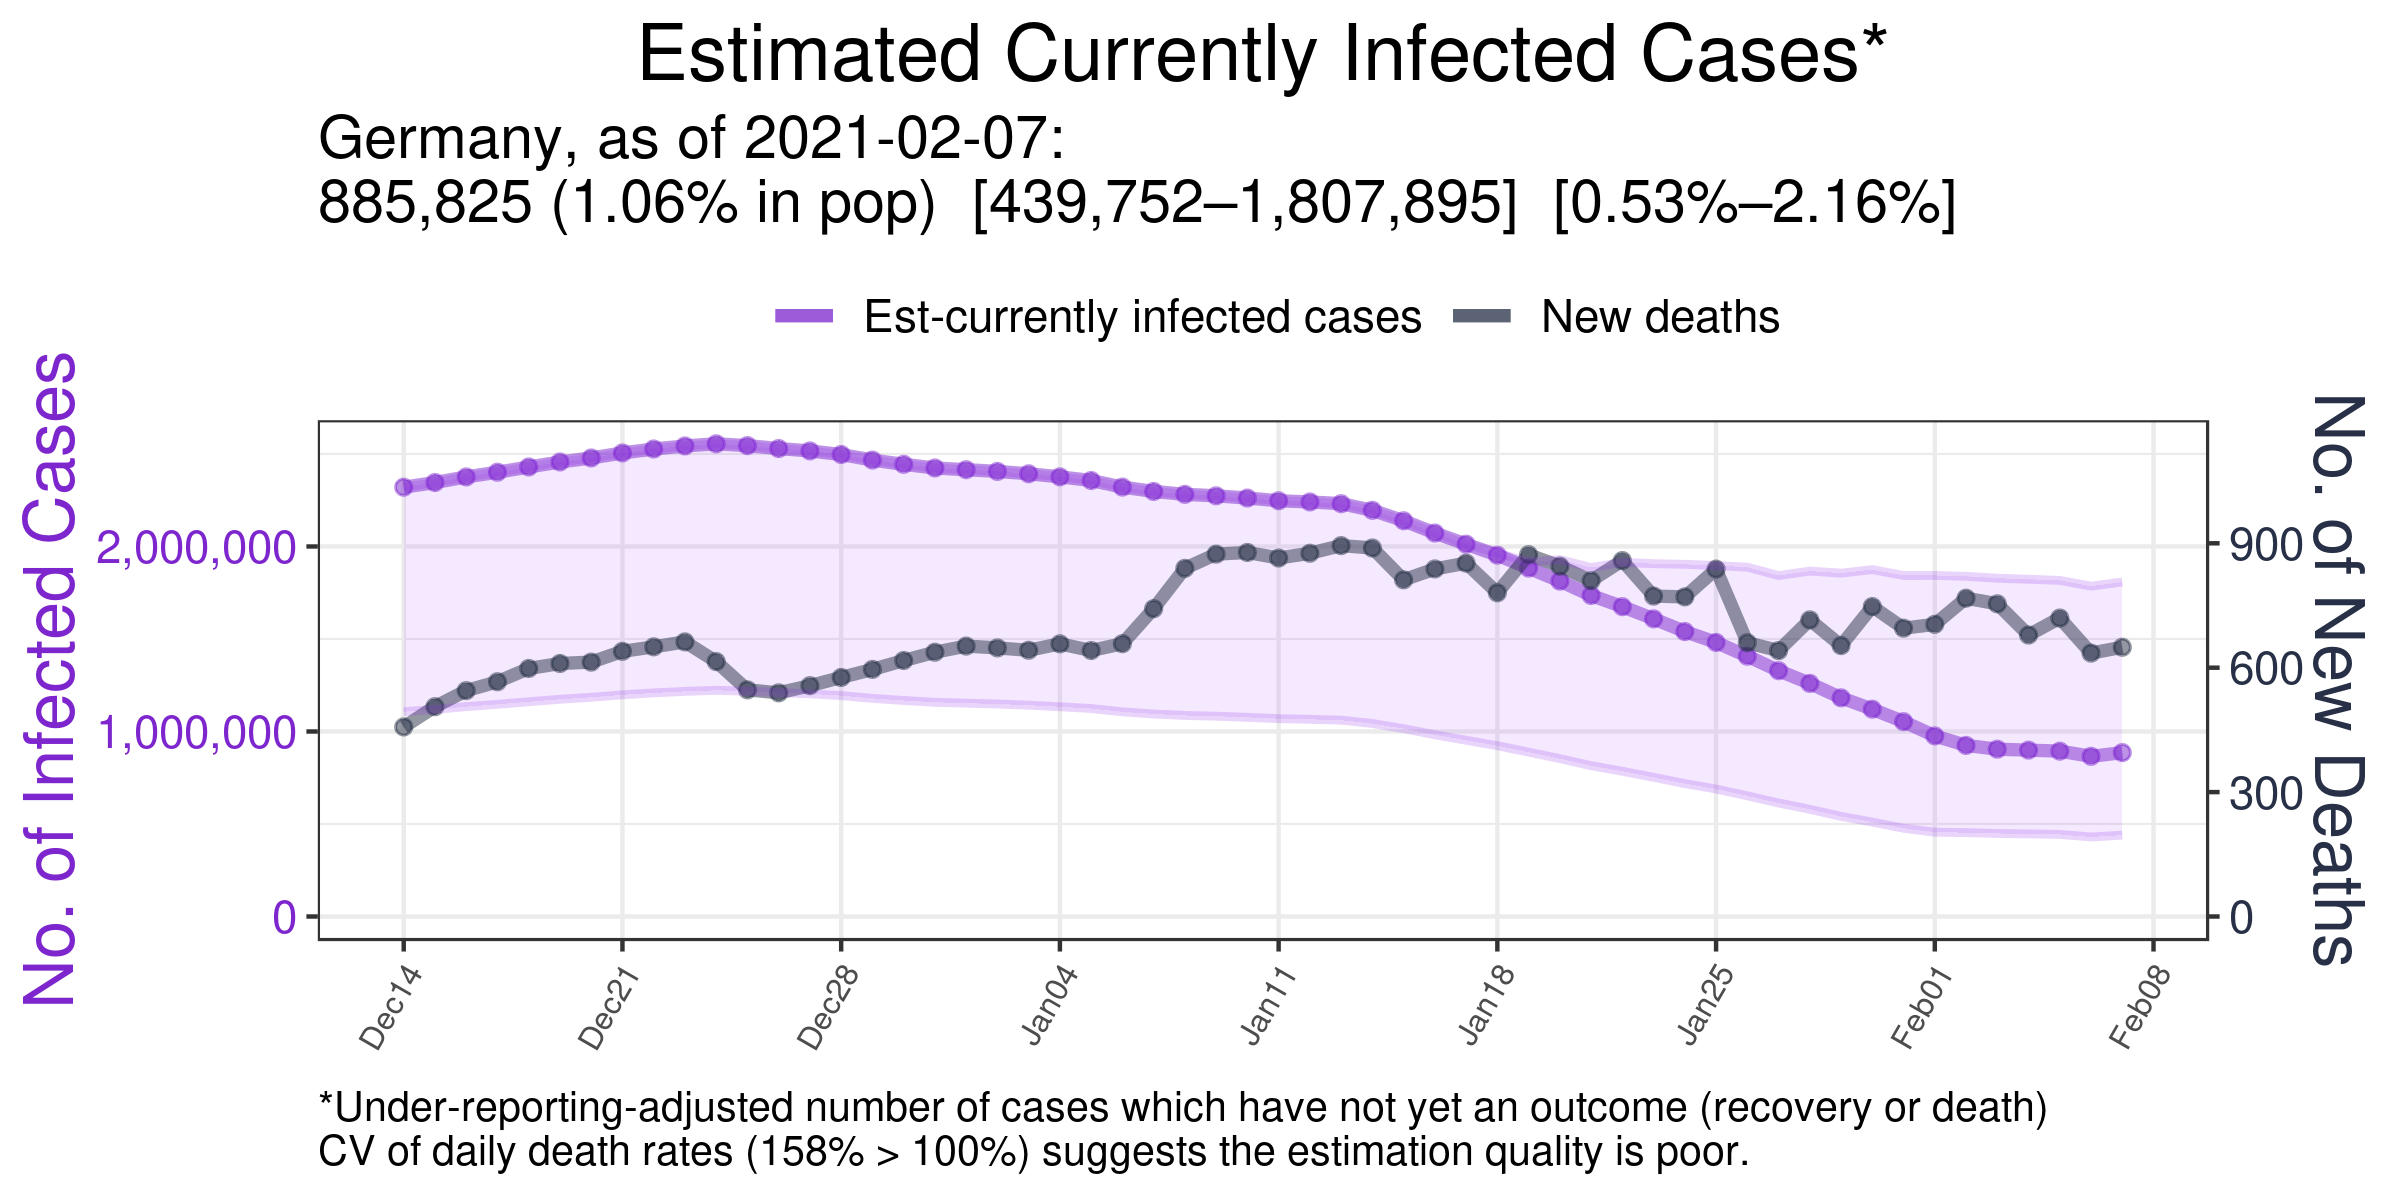 Estimated Currently Infected Cases*
Germany, as of 2021-02-07:
885,825 (1.06% in pop)  [439,752–1,807,895]  [0.53%–2.16%]
Est-currently infected cases
New deaths
No. of Infected Cases
2,000,000
1,000,000
0
900
600
300
0
No. of New Deaths
Dec14
Dec21
Dec28
Jan04
Jan11
Jan18
Jan25
Feb01
Feb08
*Under-reporting-adjusted number of cases which have not yet an outcome (recovery or death)
CV of daily death rates (158% > 100%) suggests the estimation quality is poor.